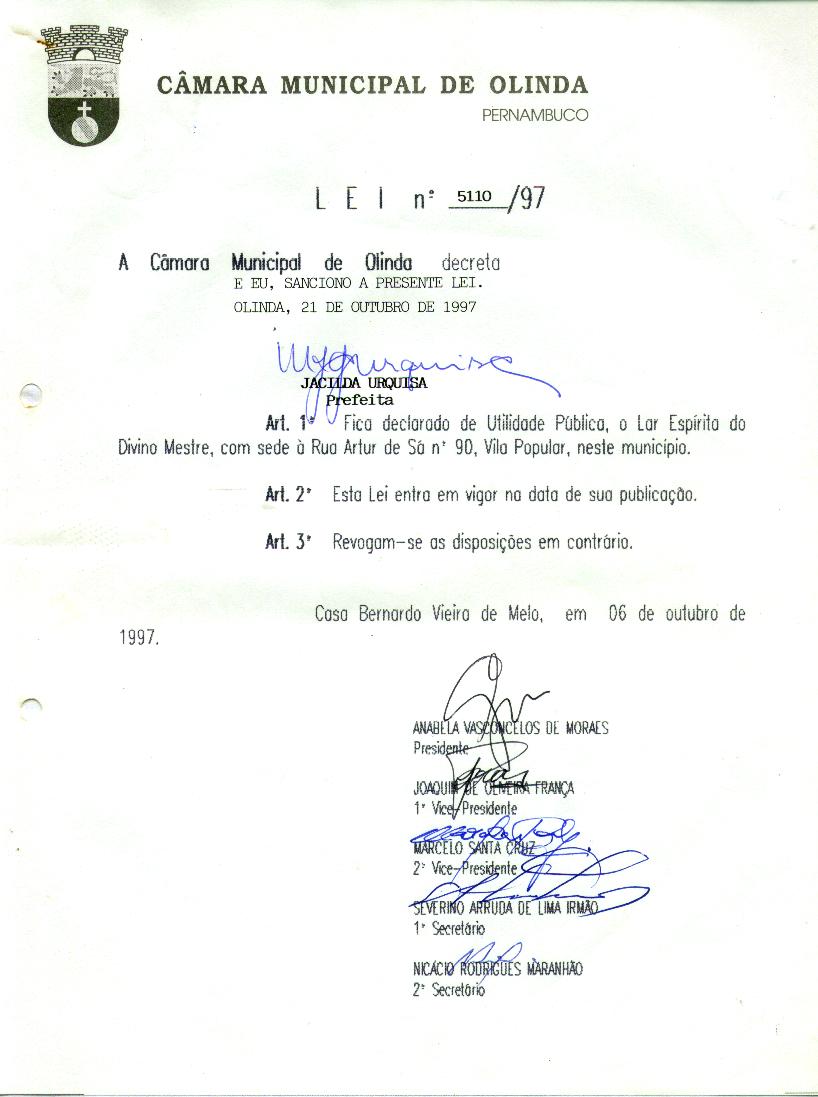 CÂMARA MUNICIPAL DE OLINDA
PERNAMBUCO
LEI nº 5110/97
A Câmara Municipal de Olinda decreta
E EU, SANCIONO A PRESENTE LEI.
OLINDA, 21 DE OUTUBRO DE 1997
JACILDA URQUISA
Prefeita
Art. 1º Fica declarado de Utilidade Pública, o Lar Espírita do
Divino Mestre, com sede à Rua Artur de Sá nº 90, Vila Popular, neste município.
Art. 2º Esta Lei entra em vigor na data de sua publicação.
Art. 3º Revogam-se as disposições em contrário.
Casa Bernardo Vieira de Melo, em 06 de outubro de
1997.
ANABELA VASCONCELOS DE MORAES
Presidente
JOAQUIM DE OLIVEIRA FRANÇA
1º Vice-Presidente
MARCELO SANTA CRUZ
2º Vice-Presidente
SEVERINO ARRUDA DE LIMA IRMÃO
1º Secretário
NICÁCIO RODRIGUES MARANHÃO
2º Secretário